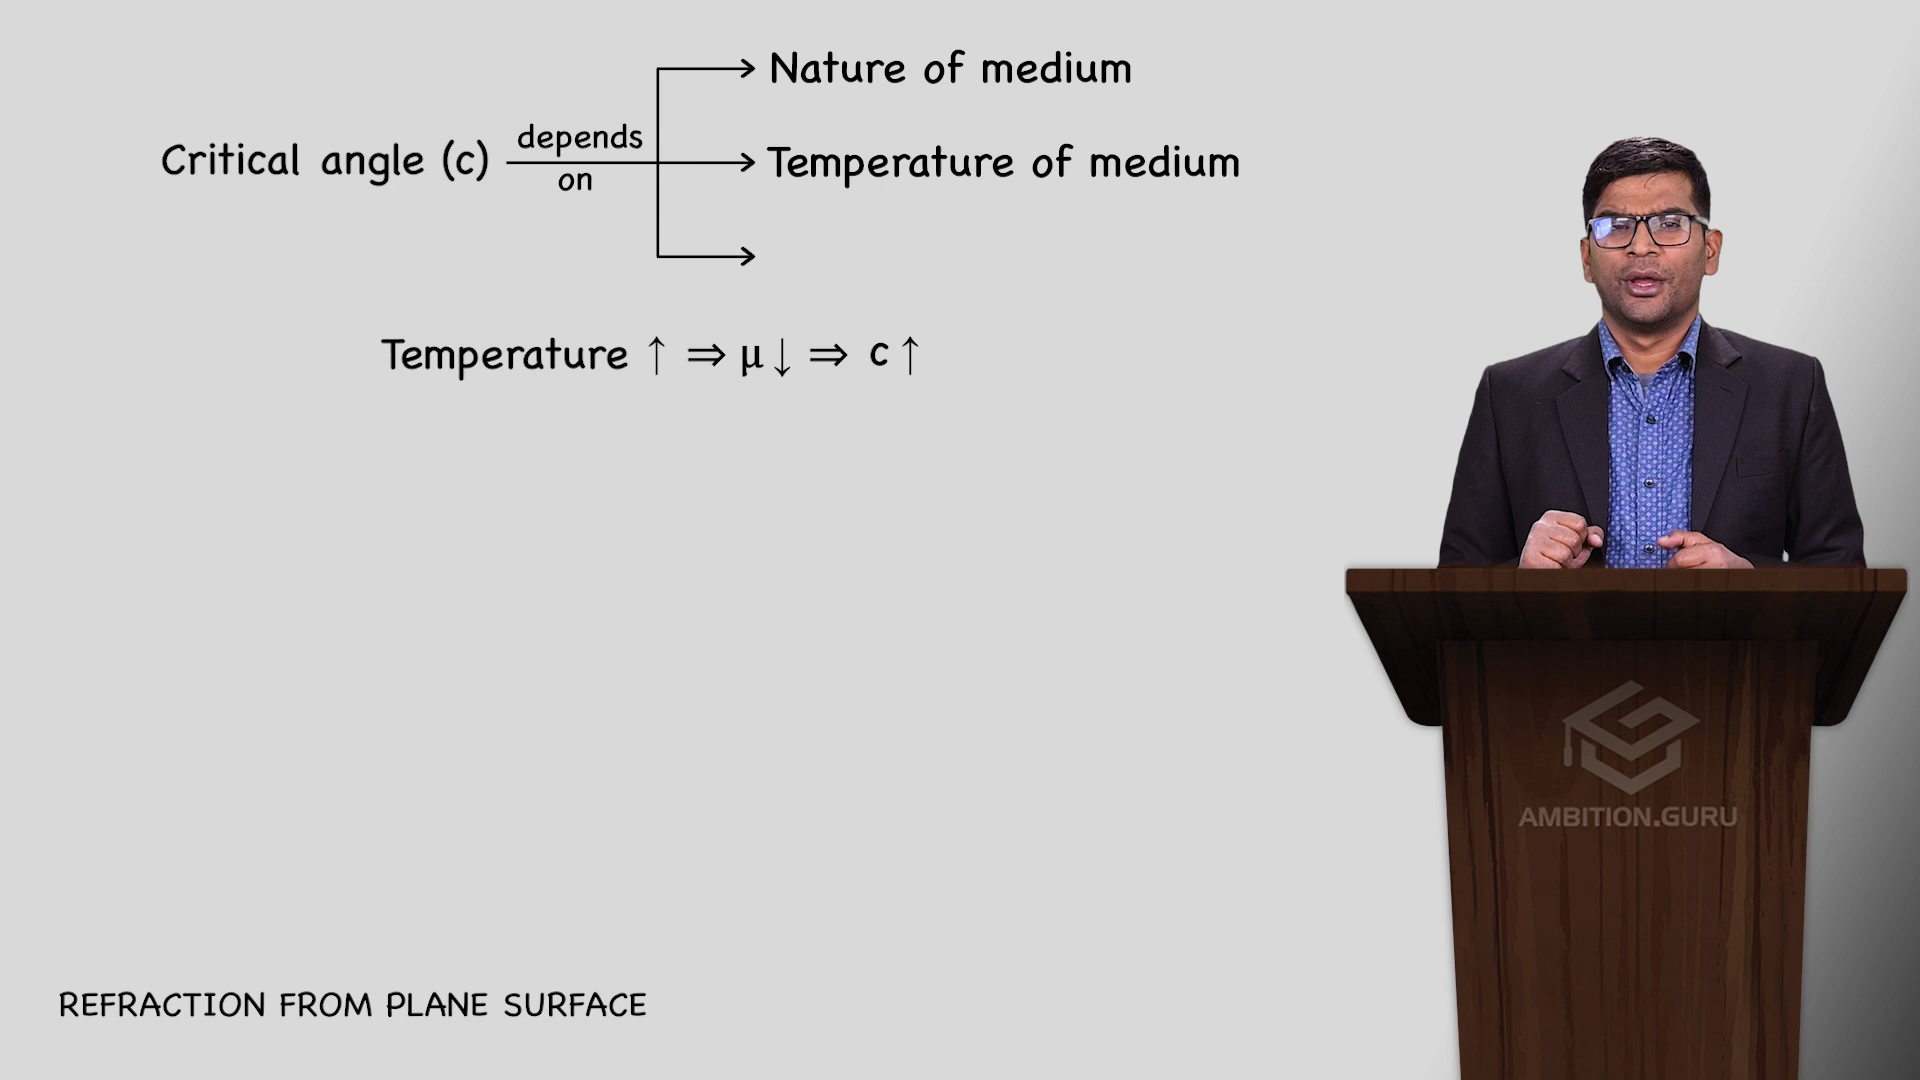 Nature of medium
Critical angle (c) depends on Temperature of medium
Temperature ↑ ⇒ μ ↓ ⇒ c ↑
AMBITION.GURU
REFRACTION FROM PLANE SURFACE